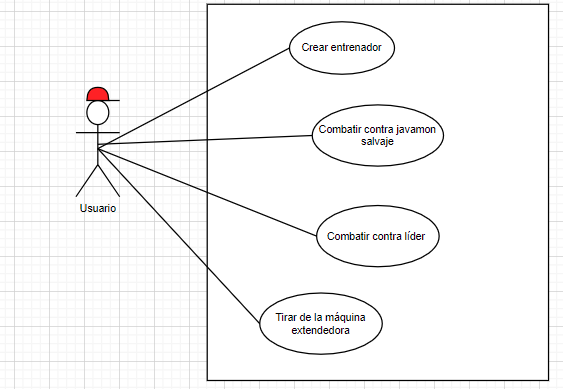 Crear entrenador
Combatir contra javamon
salvaje
Usuario
Combatir contra líder
Tirar de la máquina
extendedora